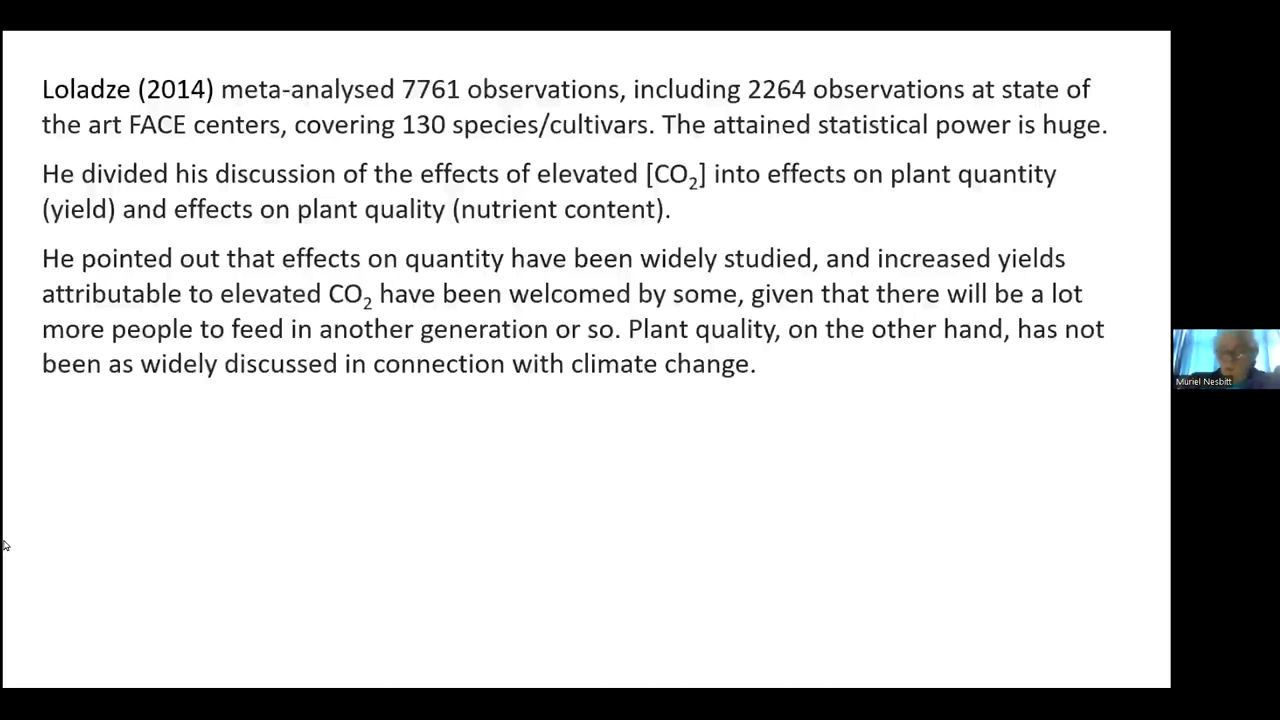 Loladze (2014) meta-analysed 7761 observations, including 2264 observations at state of
the art FACE centers, covering 130 species/cultivars. The attained statistical power is huge.
He divided his discussion of the effects of elevated [CO₂] into effects on plant quantity
(yield) and effects on plant quality (nutrient content).
He pointed out that effects on quantity have been widely studied, and increased yields
attributable to elevated CO₂ have been welcomed by some, given that there will be a lot
more people to feed in another generation or so. Plant quality, on the other hand, has not
been as widely discussed in connection with climate change.
Muriel Nesbitt